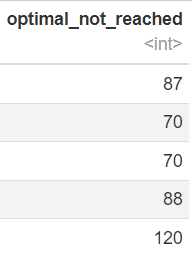 optimal_not_reached
<int>
87
70
70
88
120